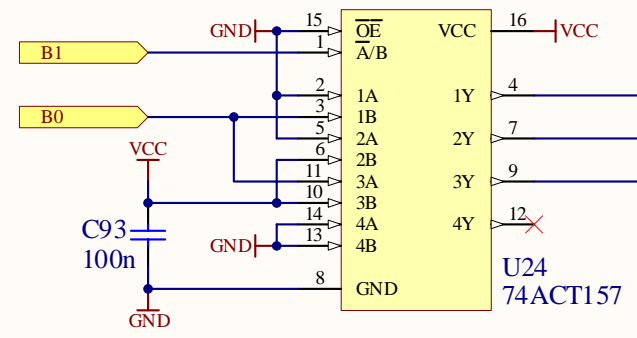 GND 15 OE VCC 16 VCC
B1 1 A/B
2 1A 1Y 4
B0 3 1B
5 2A 2Y 7
6 2B
VCC 11 3A 3Y 9
10 3B
C93 14 4A 4Y 12
100n GND 13 4B
8 GND U24
74ACT157
GND